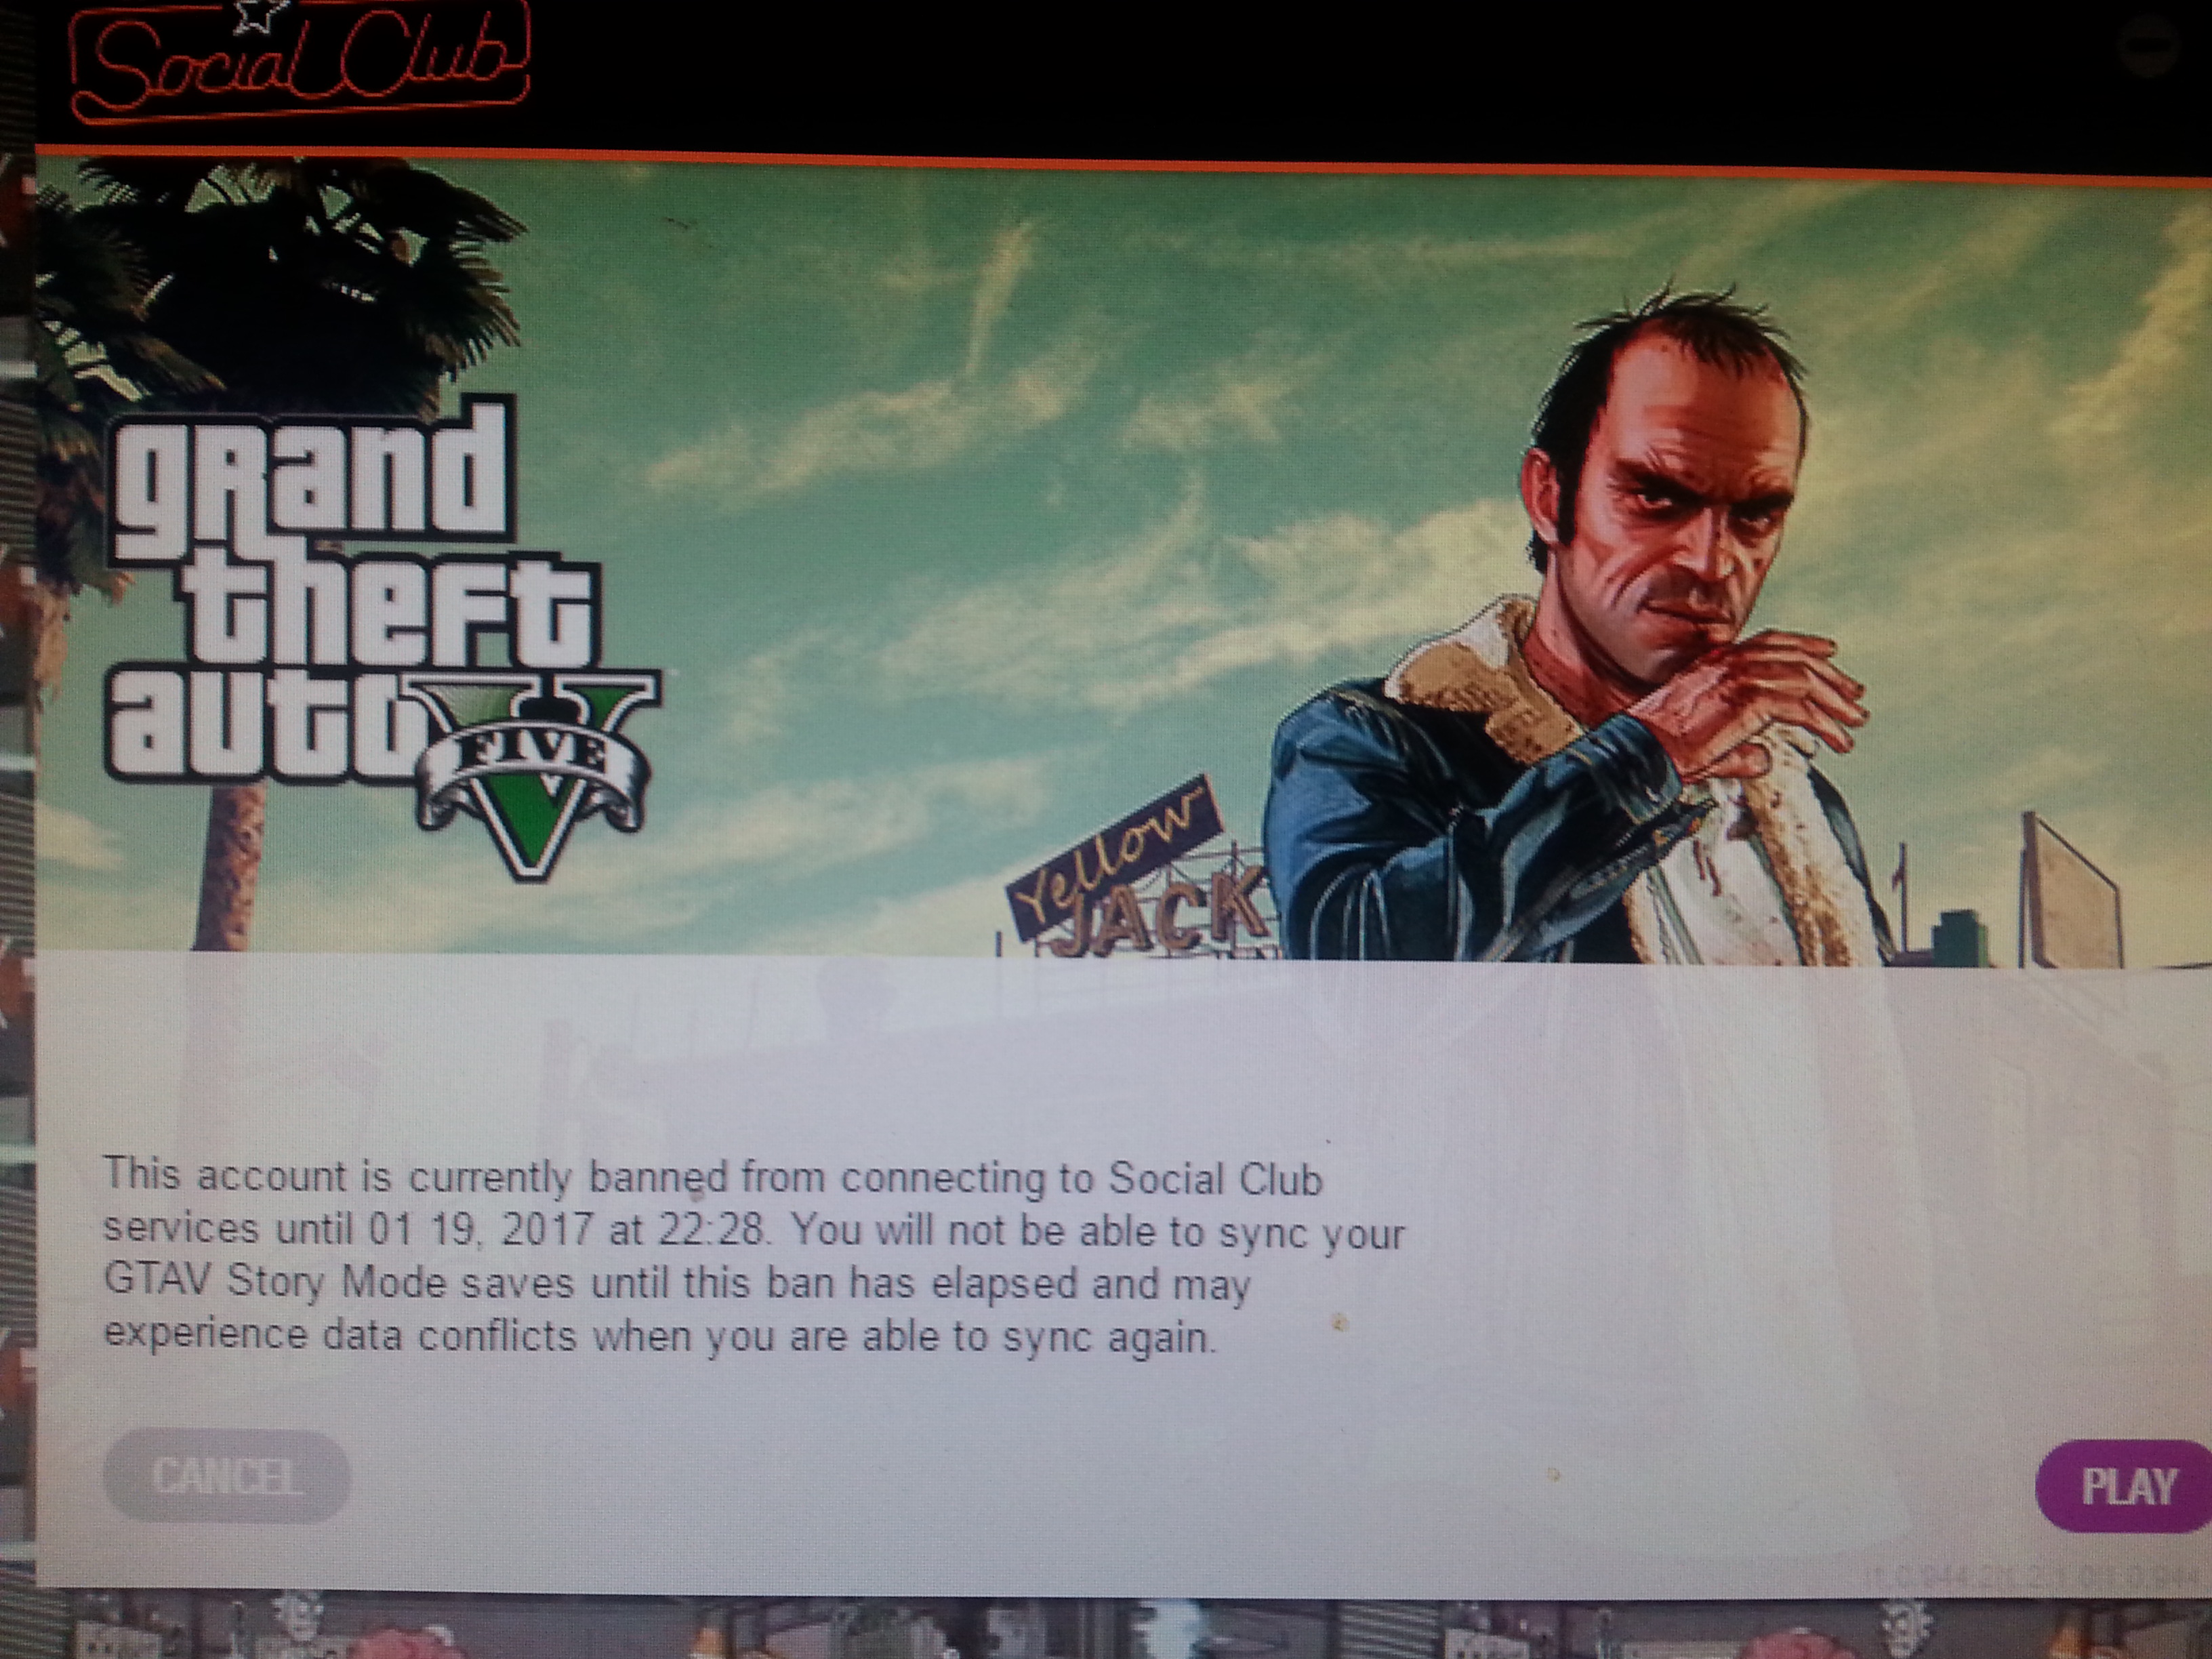 Social Club
grand
theft
auto V
FIVE
Yellow
JACK
This account is currently banned from connecting to Social Club
services until 01 19, 2017 at 22:28. You will not be able to sync your
GTAV Story Mode saves until this ban has elapsed and may
experience data conflicts when you are able to sync again.
CANCEL
PLAY